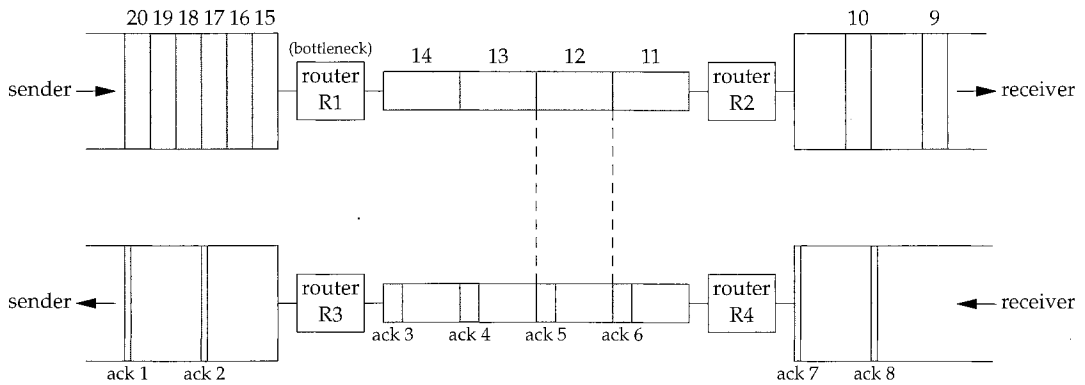 20 19 18 17 16 15
10 9
(bottleneck)
14 13 12 11
sender
router
R1
router
R2
receiver
sender
router
R3
router
R4
receiver
ack 3 ack 4 ack 5 ack 6
ack 1 ack 2
ack 7 ack 8